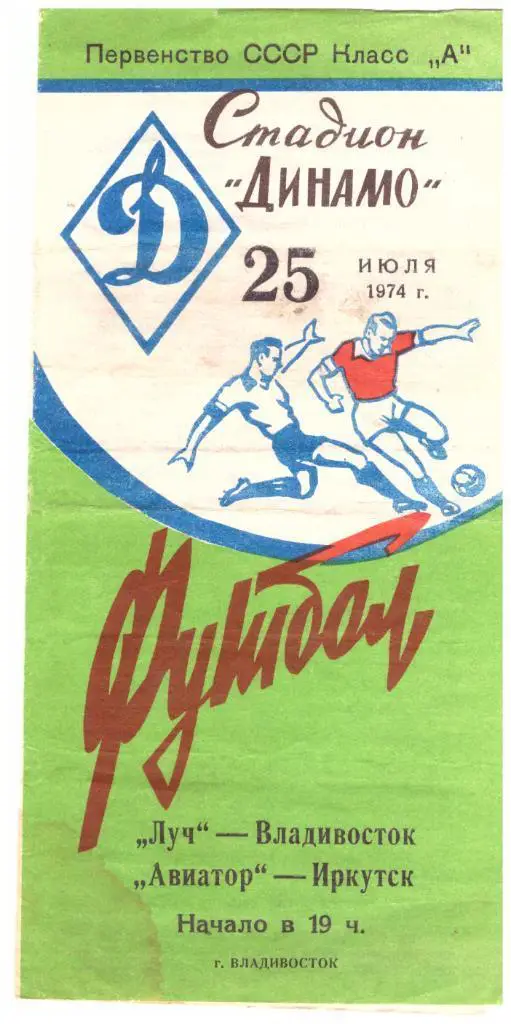 Первенство СССР Класс „А"
Д
Стадион
"ДИНАМО"
25 ИЮЛЯ
1974 г.
Футбол
„Луч" — Владивосток
„Авиатор" — Иркутск
Начало в 19 ч.
г. ВЛАДИВОСТОК